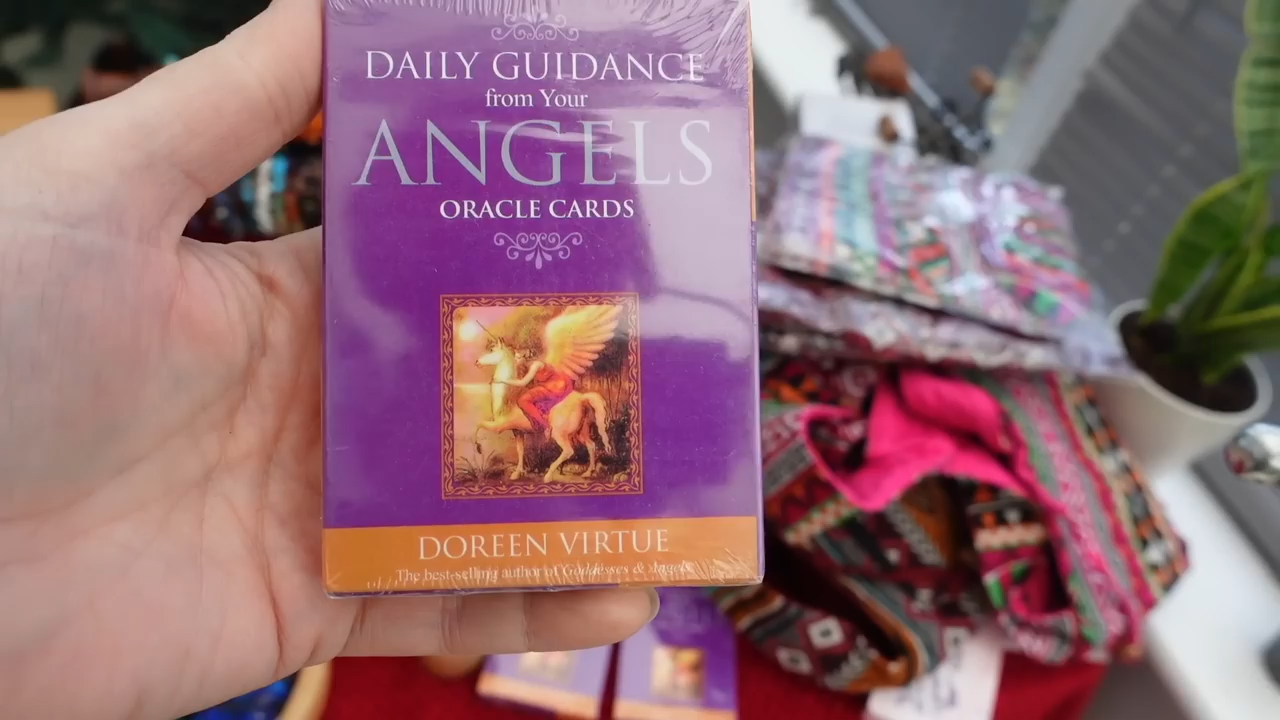 DAILY GUIDANCE
from Your
ANGELS
ORACLE CARDS
DOREEN VIRTUE
The best-selling author of Goddesses & Angels